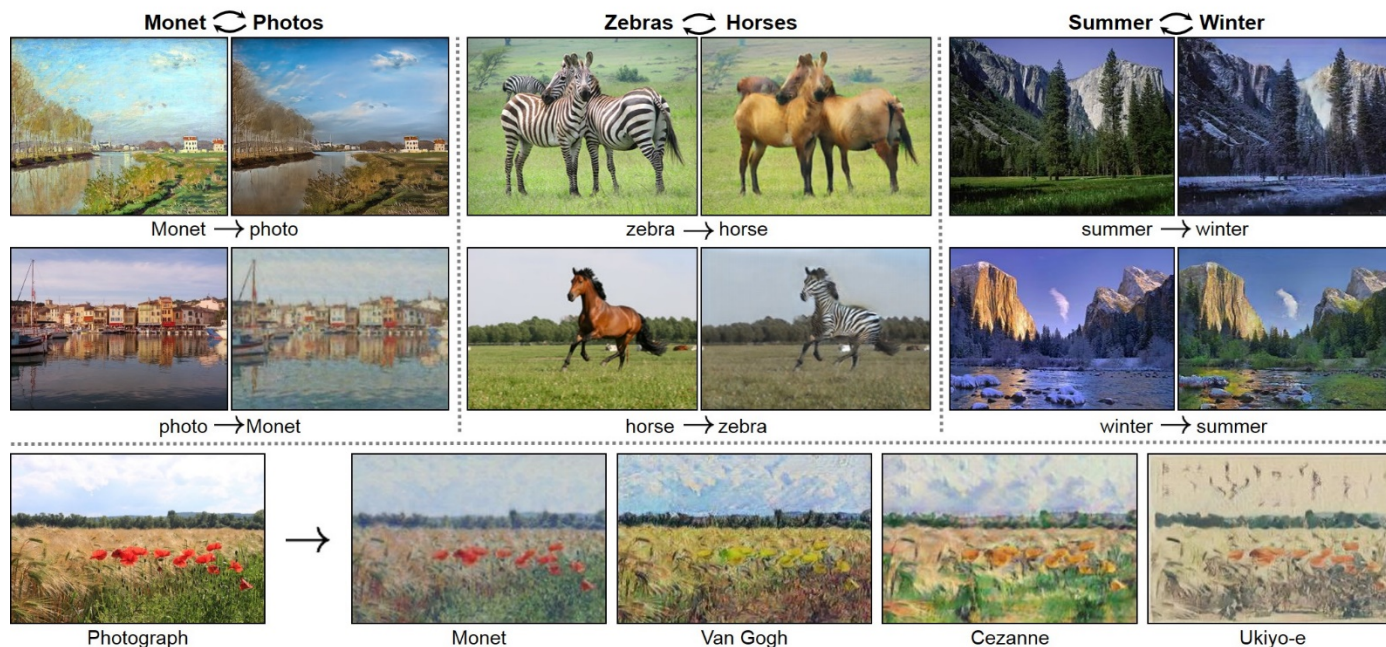 Monet ⇄ Photos
Zebras ⇄ Horses
Summer ⇄ Winter
Monet → photo
zebra → horse
summer → winter
photo → Monet
horse → zebra
winter → summer
Photograph
Monet
Van Gogh
Cezanne
Ukiyo-e